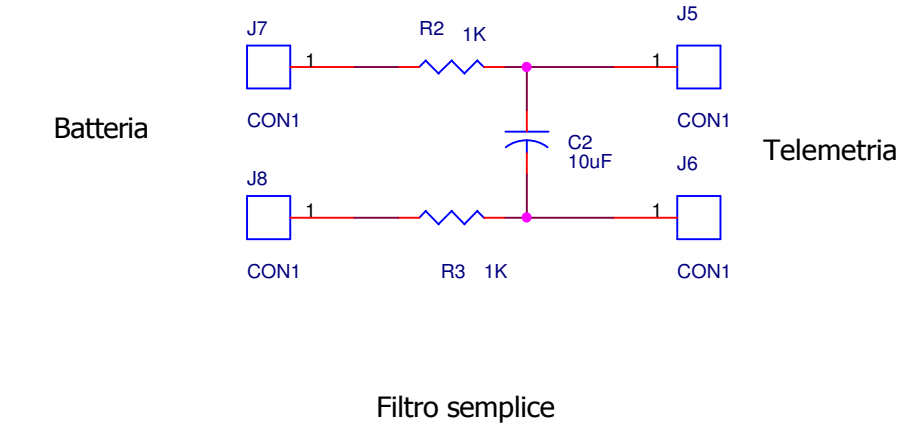 J7
R2 1K
J5
1
1
CON1
CON1
Batteria
C2
10uF
Telemetria
J8
J6
1
1
CON1
R3 1K
CON1
Filtro semplice